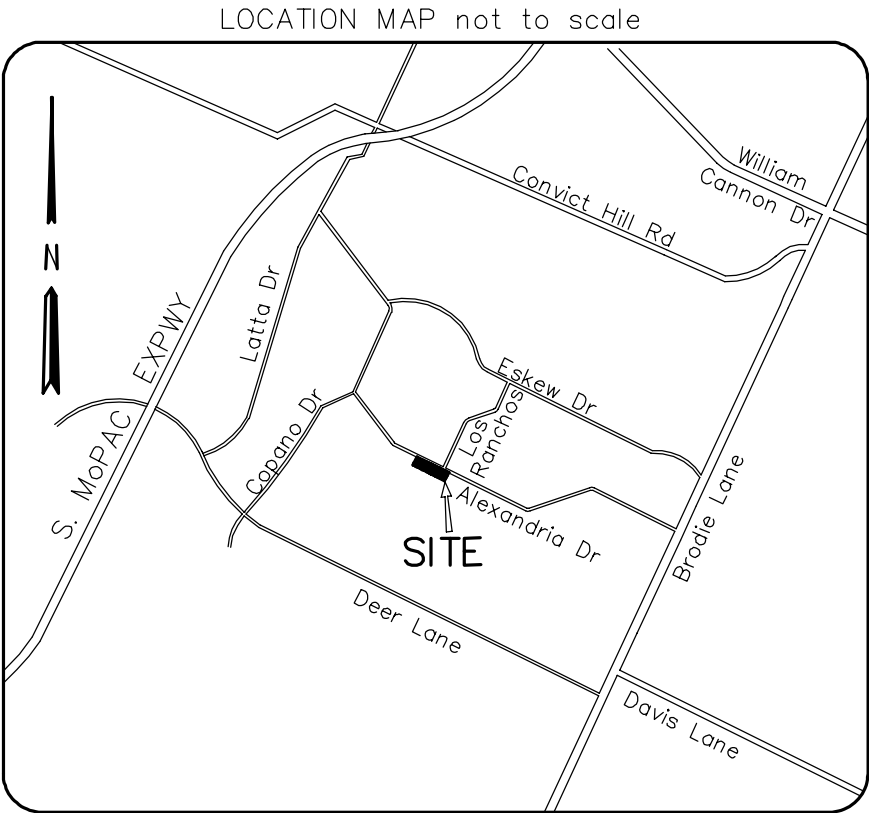 LOCATION MAP not to scale
William
Cannon Dr
Convict Hill Rd
N
Latta Dr
S. MoPAC EXPWY
Eskew Dr
Copano Dr
Los
Ranchos
Alexandria Dr
SITE
Brodie Lane
Deer Lane
Davis Lane